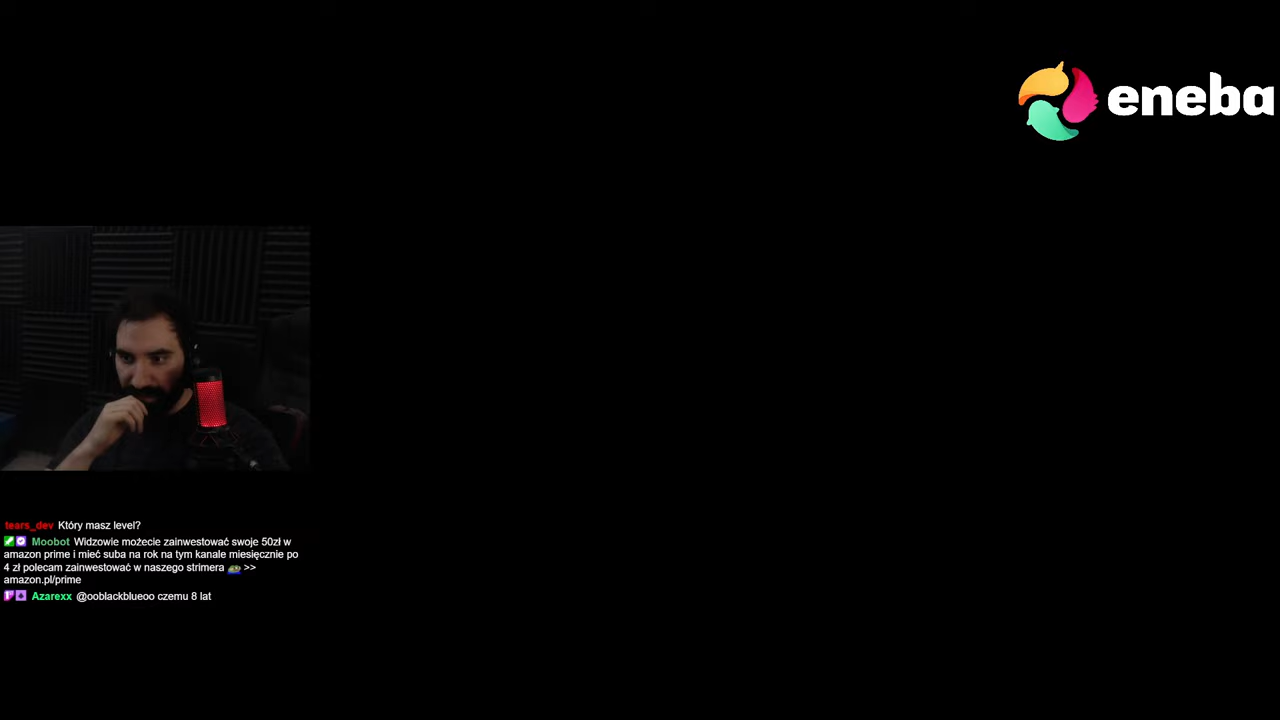 eneba
tears_dev Który masz level?
Moobot Widzowie możecie zainwestować swoje 50zł w
amazon prime i mieć suba na rok na tym kanale miesięcznie po
4 zł polecam zainwestować w naszego strimera >>
amazon.pl/prime
Azarexx @ooblackblueoo czemu 8 lat